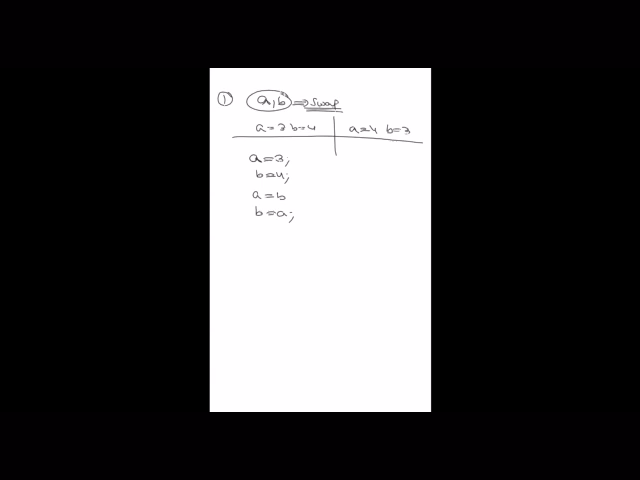 ① a,b ⇒ Swap
a=3 b=4 a=4 b=3
a=3;
b=4;
a=b
b=a;